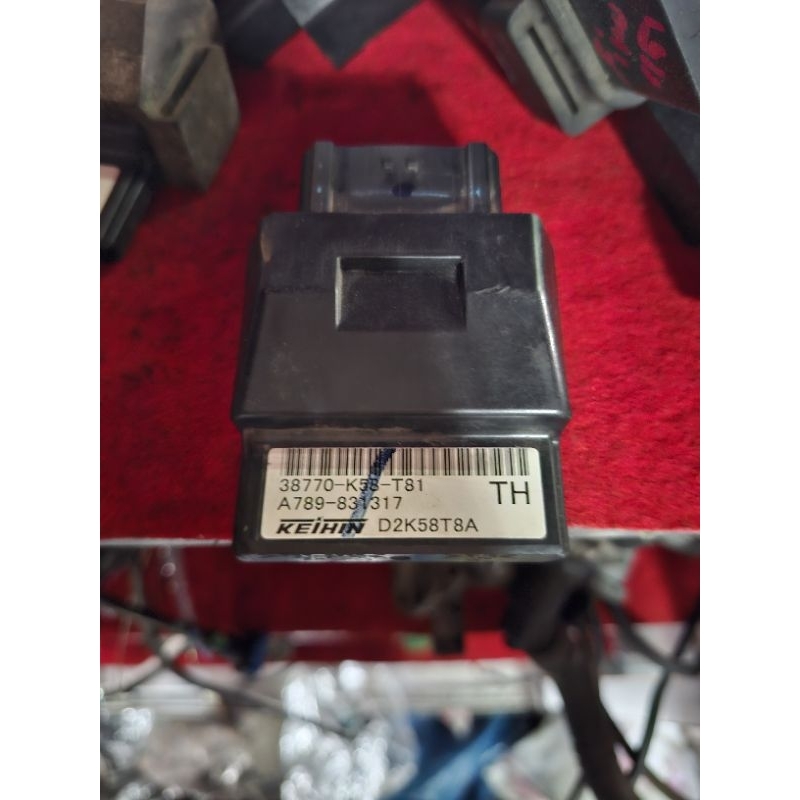 38770-K58-T81
A789-831317
TH
KEIHIN D2K58T8A